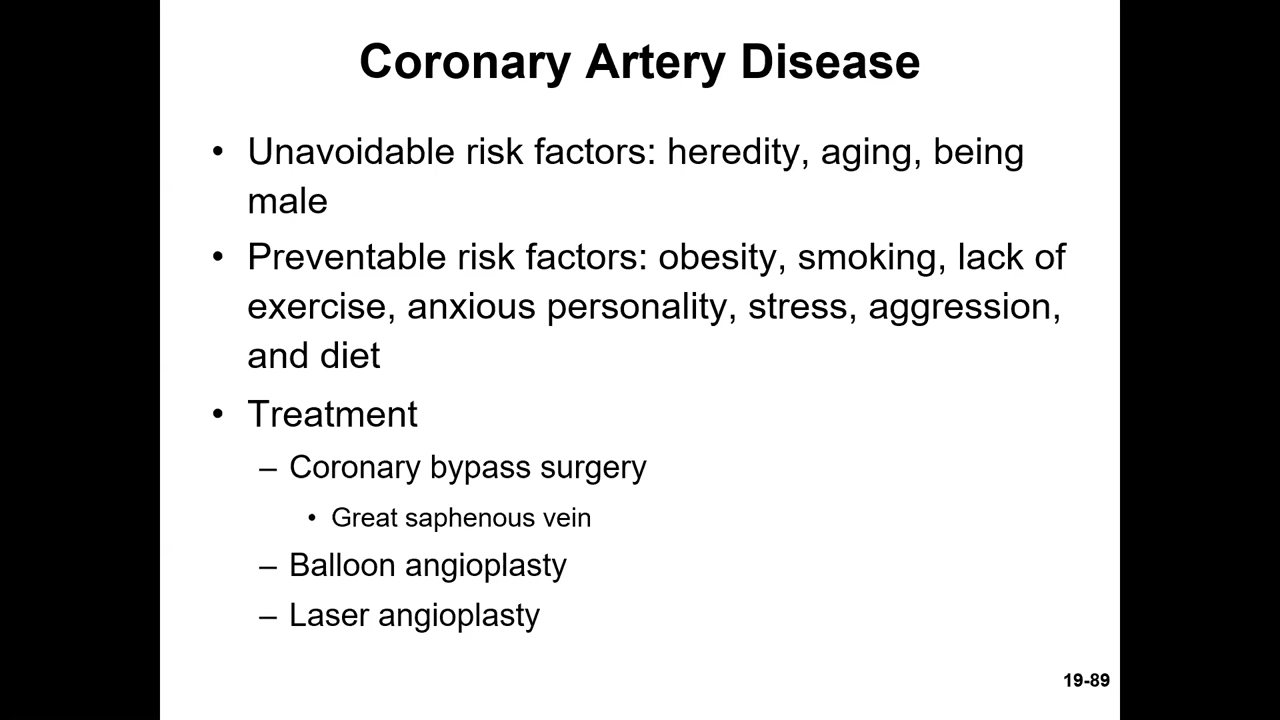 Coronary Artery Disease
• Unavoidable risk factors: heredity, aging, being
male
• Preventable risk factors: obesity, smoking, lack of
exercise, anxious personality, stress, aggression,
and diet
• Treatment
– Coronary bypass surgery
• Great saphenous vein
– Balloon angioplasty
– Laser angioplasty
19-89